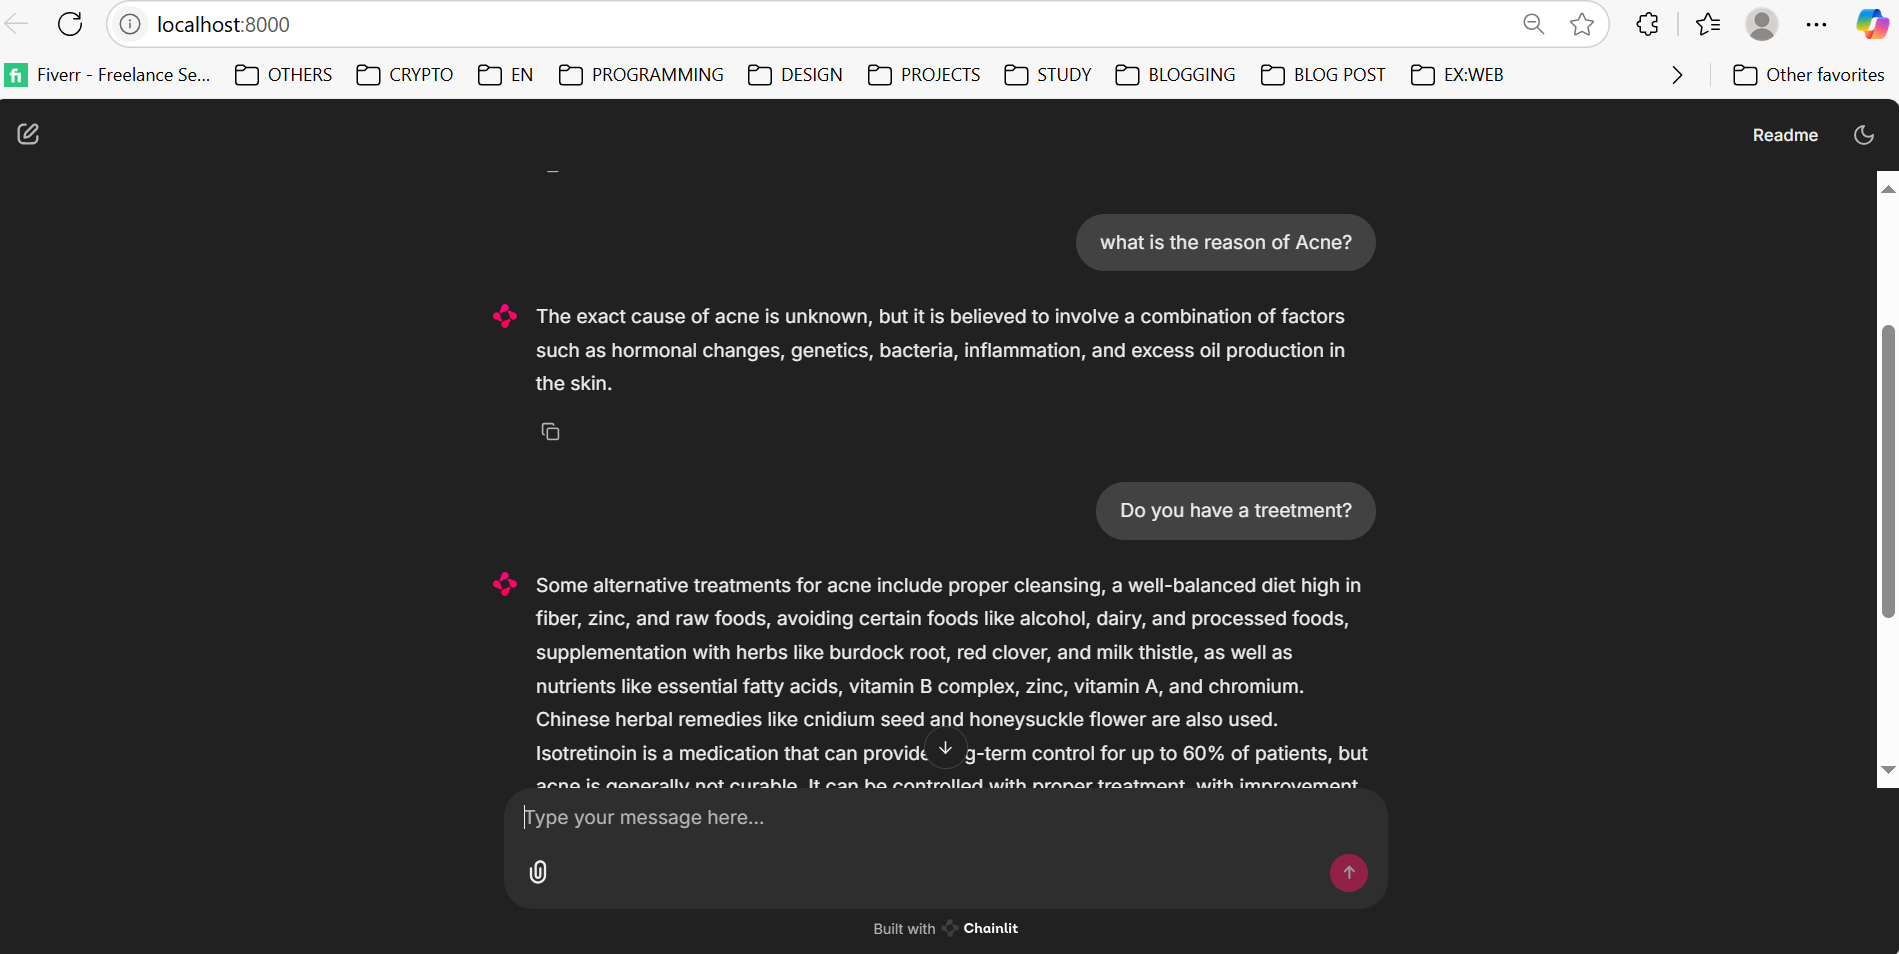 localhost:8000
Fiverr - Freelance Se...
OTHERS
CRYPTO
EN
PROGRAMMING
DESIGN
PROJECTS
STUDY
BLOGGING
BLOG POST
EX:WEB
Other favorites
Readme
what is the reason of Acne?
The exact cause of acne is unknown, but it is believed to involve a combination of factors
such as hormonal changes, genetics, bacteria, inflammation, and excess oil production in
the skin.
Do you have a treetment?
Some alternative treatments for acne include proper cleansing, a well-balanced diet high in
fiber, zinc, and raw foods, avoiding certain foods like alcohol, dairy, and processed foods,
supplementation with herbs like burdock root, red clover, and milk thistle, as well as
nutrients like essential fatty acids, vitamin B complex, zinc, vitamin A, and chromium.
Chinese herbal remedies like cnidium seed and honeysuckle flower are also used.
Isotretinoin is a medication that can provide g-term control for up to 60% of patients, but
acne is generally not curable. It can be controlled with proper treatment, with improvement
Type your message here...
Built with Chainlit